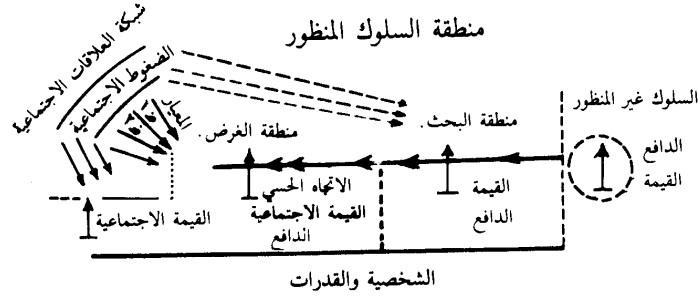 منطقة السلوك المنظور
شبكة العلاقات الاجتماعية
الضغوط الاجتماعية
السلوك غير المنظور
الدافع
القيمة
منطقة البحث.
القيمة
الدافع
منطقة الغرض.
الاتجاه الحسي
القيمة الاجتماعية
الدافع
القيمة الاجتماعية
الشخصية والقدرات